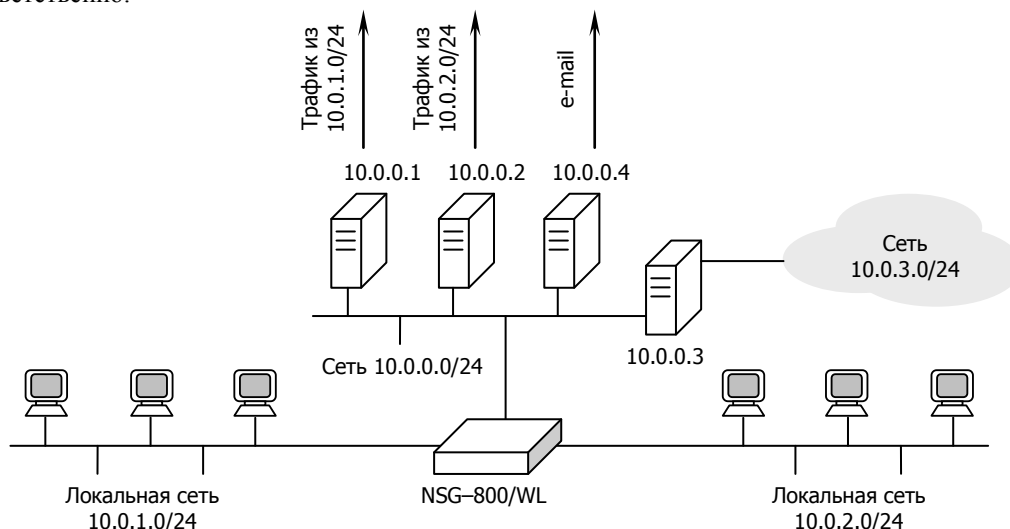 Трафик из
10.0.1.0/24
Трафик из
10.0.2.0/24
e-mail
10.0.0.1
10.0.0.2
10.0.0.4
Сеть
10.0.3.0/24
10.0.0.3
Сеть 10.0.0.0/24
Локальная сеть
10.0.1.0/24
NSG–800/WL
Локальная сеть
10.0.2.0/24